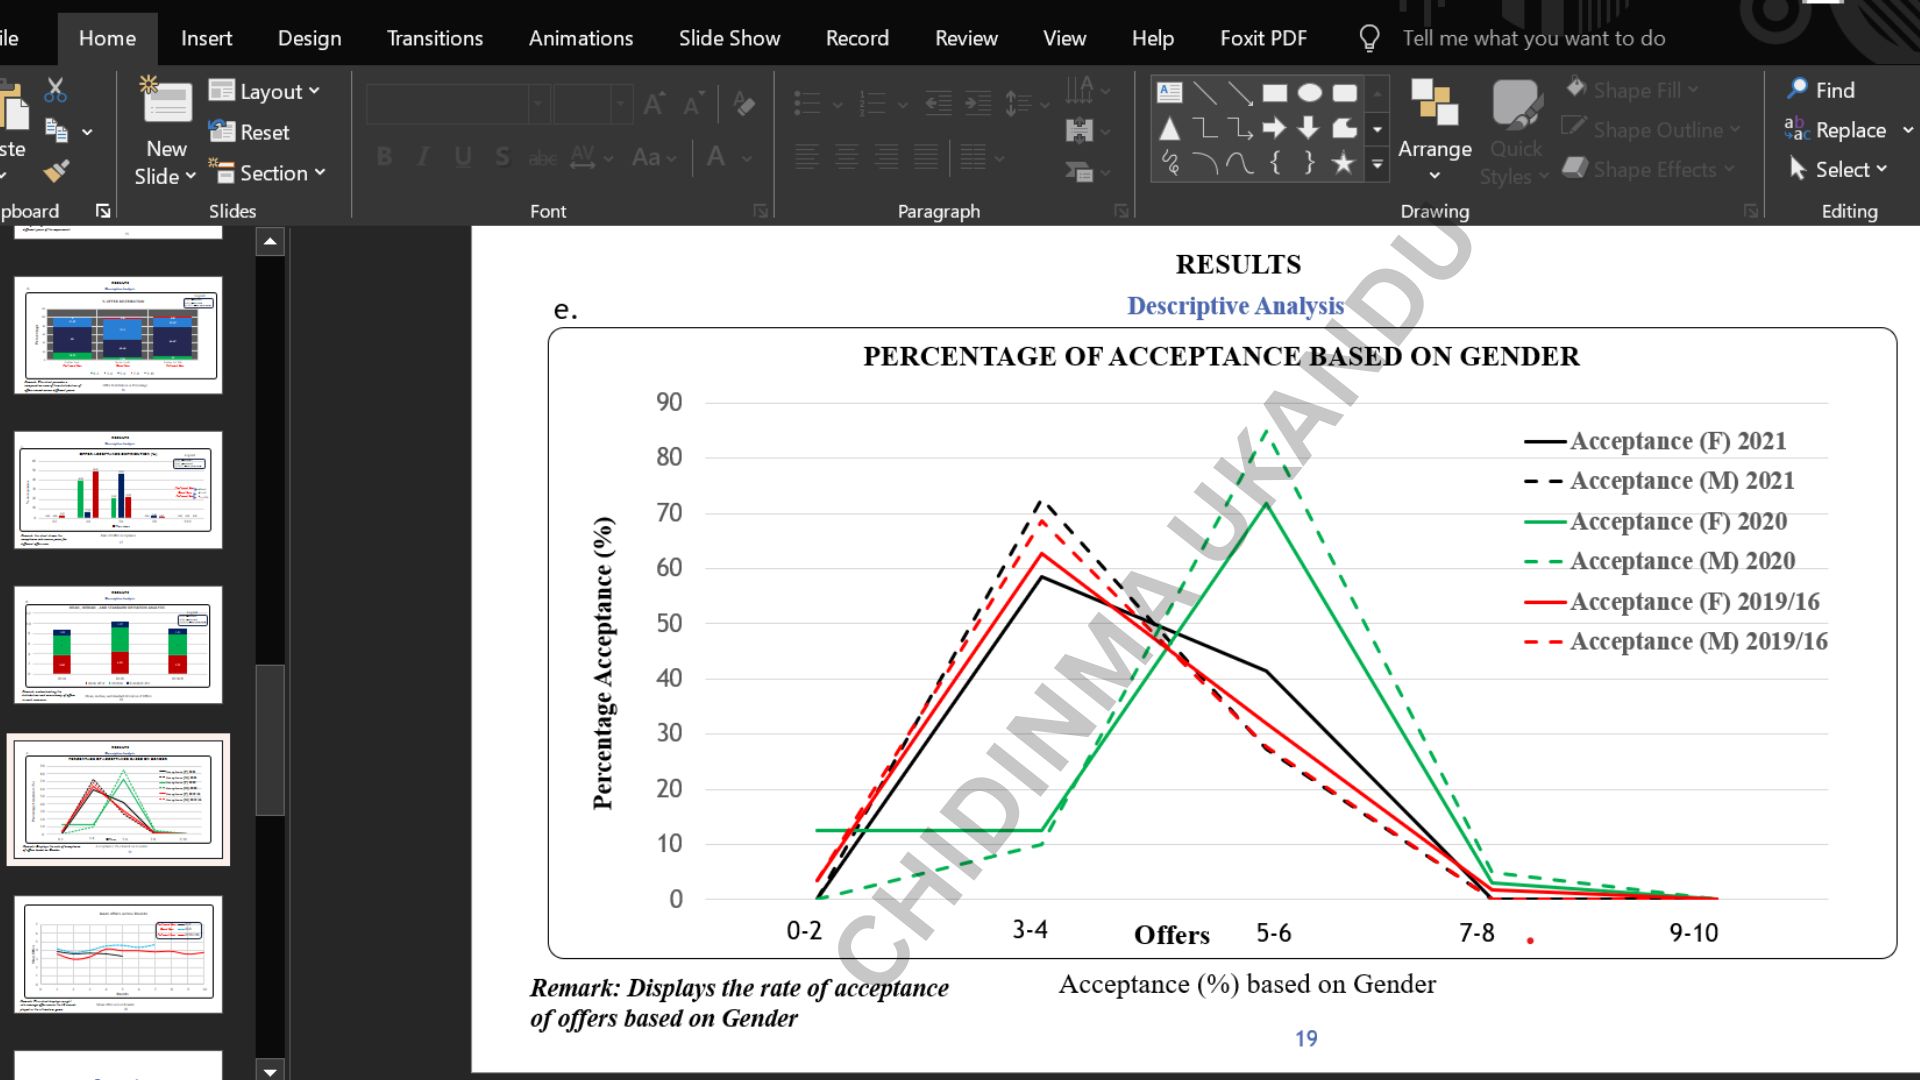 ile
Home
Insert
Design
Transitions
Animations
Slide Show
Record
Review
View
Help
Foxit PDF
Tell me what you want to do
ste
New
Slide
Layout
Reset
Section
B I U S abc AV Aa A
Shape Fill
Shape Outline
Shape Effects
Arrange
Quick
Styles
Find
Replace
Select
pboard
Slides
Font
Paragraph
Drawing
Editing
RESULTS
Descriptive Analysis
e.
PERCENTAGE OF ACCEPTANCE BASED ON GENDER
90
80
70
60
50
40
30
20
10
0
Percentage Acceptance (%)
Acceptance (F) 2021
Acceptance (M) 2021
Acceptance (F) 2020
Acceptance (M) 2020
Acceptance (F) 2019/16
Acceptance (M) 2019/16
0-2
3-4
5-6
7-8
9-10
Offers
CHIDINMA UKANDU
Remark: Displays the rate of acceptance
of offers based on Gender
Acceptance (%) based on Gender
19